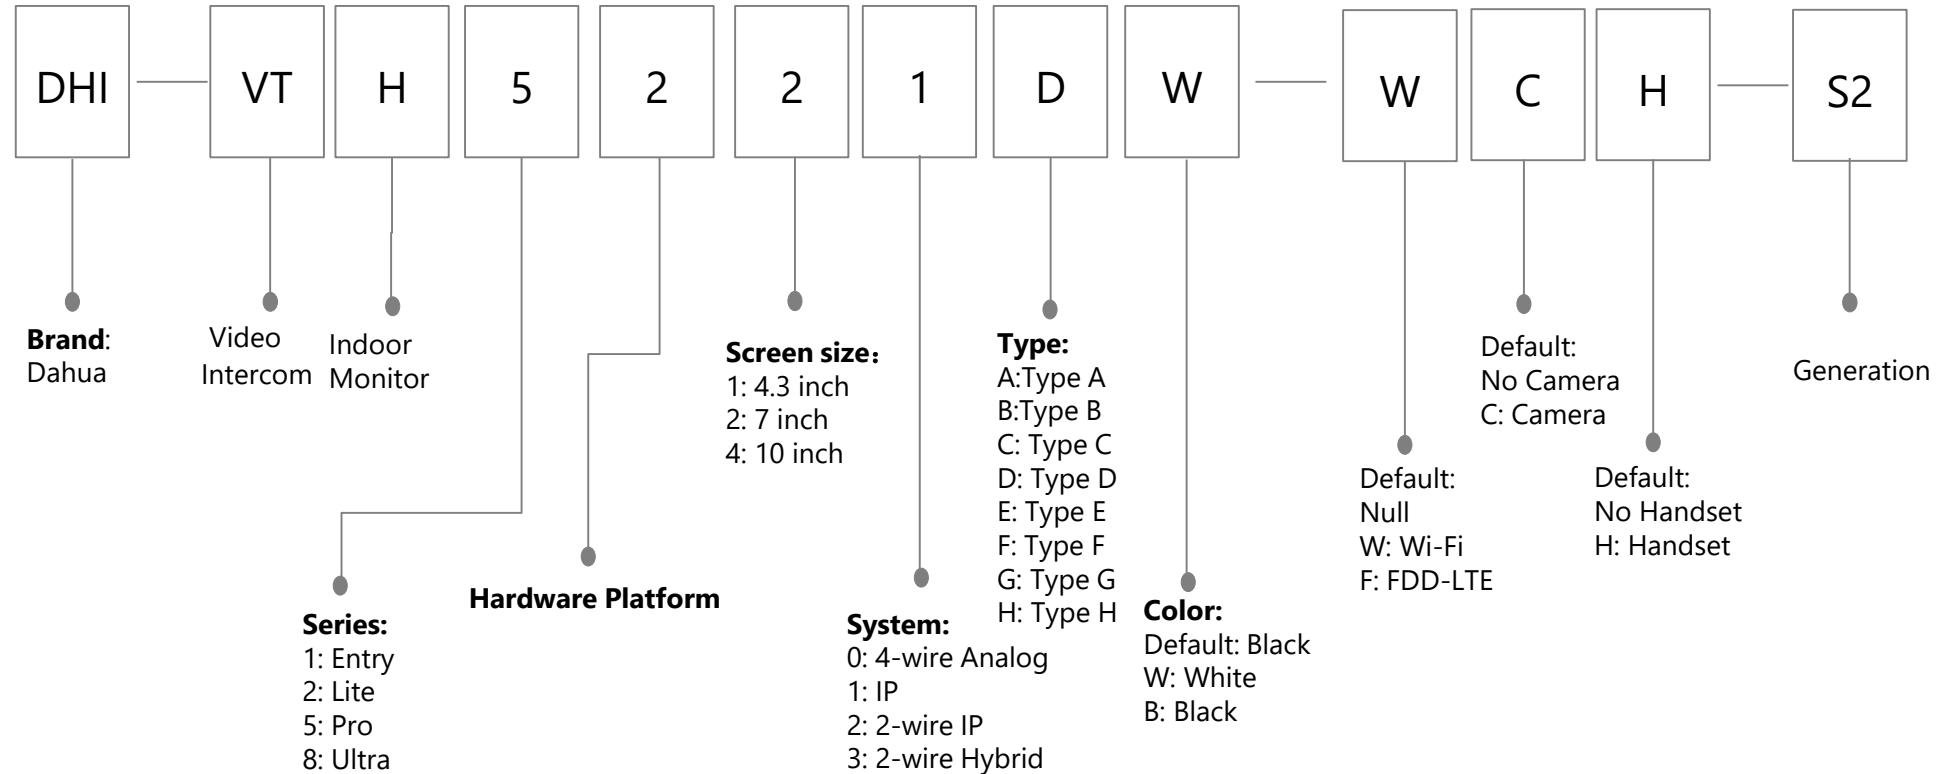 DHI VT H 5 2 2 1 D W W C H S2
Brand:
Dahua
Video
Intercom
Indoor
Monitor
Series:
1: Entry
2: Lite
5: Pro
8: Ultra
Hardware Platform
Screen size：
1: 4.3 inch
2: 7 inch
4: 10 inch
System:
0: 4-wire Analog
1: IP
2: 2-wire IP
3: 2-wire Hybrid
Type:
A:Type A
B:Type B
C: Type C
D: Type D
E: Type E
F: Type F
G: Type G
H: Type H
Color:
Default: Black
W: White
B: Black
Default:
Null
W: Wi-Fi
F: FDD-LTE
Default:
No Camera
C: Camera
Default:
No Handset
H: Handset
Generation